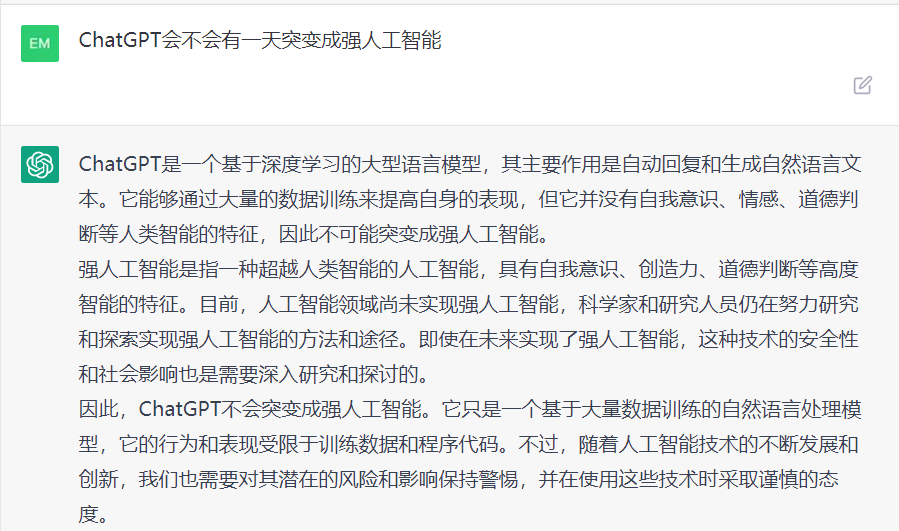 EM
ChatGPT会不会有一天突变成强人工智能
ChatGPT是一个基于深度学习的大型语言模型，其主要作用是自动回复和生成自然语言文
本。它能够通过大量的数据训练来提高自身的表现，但它并没有自我意识、情感、道德判
断等人类智能的特征，因此不可能突变成强人工智能。
强人工智能是指一种超越人类智能的人工智能，具有自我意识、创造力、道德判断等高度
智能的特征。目前，人工智能领域尚未实现强人工智能，科学家和研究人员仍在努力研究
和探索实现强人工智能的方法和途径。即使在未来实现了强人工智能，这种技术的安全性
和社会影响也是需要深入研究和探讨的。
因此，ChatGPT不会突变成强人工智能。它只是一个基于大量数据训练的自然语言处理模
型，它的行为和表现受限于训练数据和程序代码。不过，随着人工智能技术的不断发展和
创新，我们也需要对其潜在的风险和影响保持警惕，并在使用这些技术时采取谨慎的态
度。